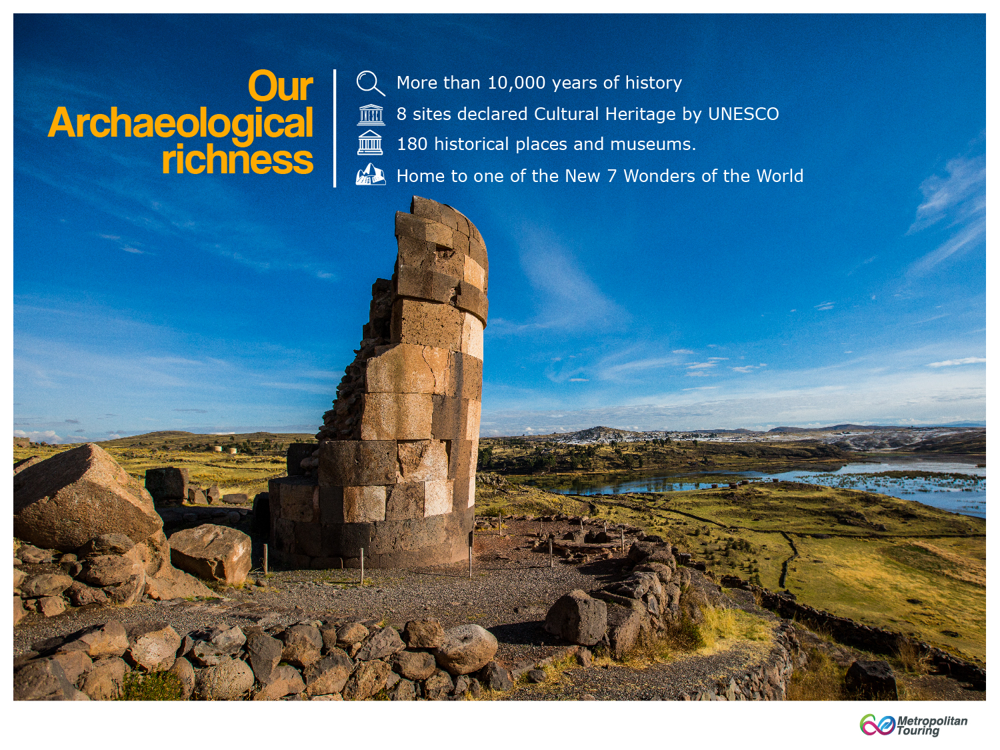 Our
Archaeological
richness
More than 10,000 years of history
UNESCO
8 sites declared Cultural Heritage by UNESCO
180 historical places and museums.
Home to one of the New 7 Wonders of the World
Metropolitan
Touring